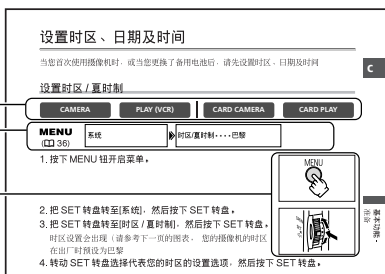 设置时区、日期及时间
当您首次使用摄像机时，或当您更换了备用电池后，请先设置时区、日期及时间
C
设置时区 / 夏时制
CAMERA
PLAY (VCR)
CARD CAMERA
CARD PLAY
MENU
( 36)
系统
时区/夏时制····巴黎
1. 按下 MENU 钮开启菜单。
MENU
2. 把 SET 转盘转至[系统]，然后按下 SET 转盘。
3. 把 SET 转盘转至[时区 / 夏时制]，然后按下 SET 转盘。
时区设置会出现（请参考下一页的图表， 您的摄像机的时区
在出厂时预设为巴黎
4. 转动 SET 转盘选择代表您的时区的设置选项，然后按下 SET 转盘。
基本功能 -
准备